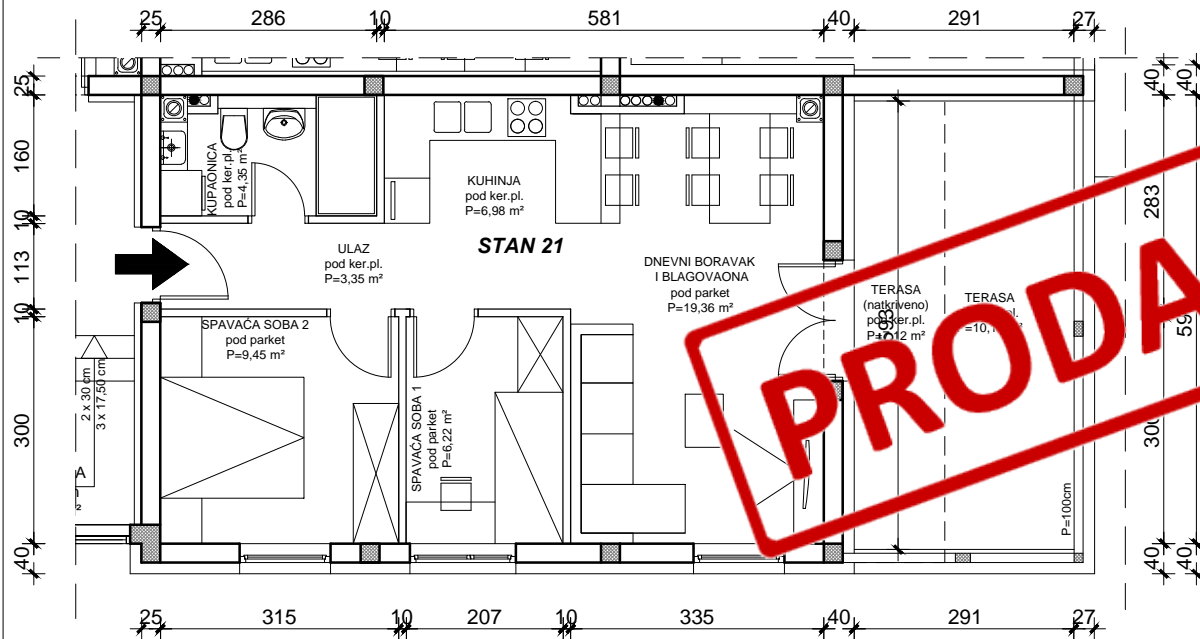 25 286 10 581 40 291 27
25
160
10
113
10
300
40
KUPAONICA
pod ker.pl.
P=4,35 m²
KUHINJA
pod ker.pl.
P=6,98 m²
ULAZ
pod ker.pl.
P=3,35 m²
STAN 21
DNEVNI BORAVAK
I BLAGOVAONA
pod parket
P=19,36 m²
TERASA
(natkriveno)
TERASA
SPAVAĆA SOBA 2
pod parket
P=9,45 m²
SPAVAĆA SOBA 1
pod parket
P=6,22 m²
2 x 30 cm
3 x 17,50 cm
A
PRODA
P=100cm
40 40
283
40 40
25 315 10 207 10 335 40 291 27